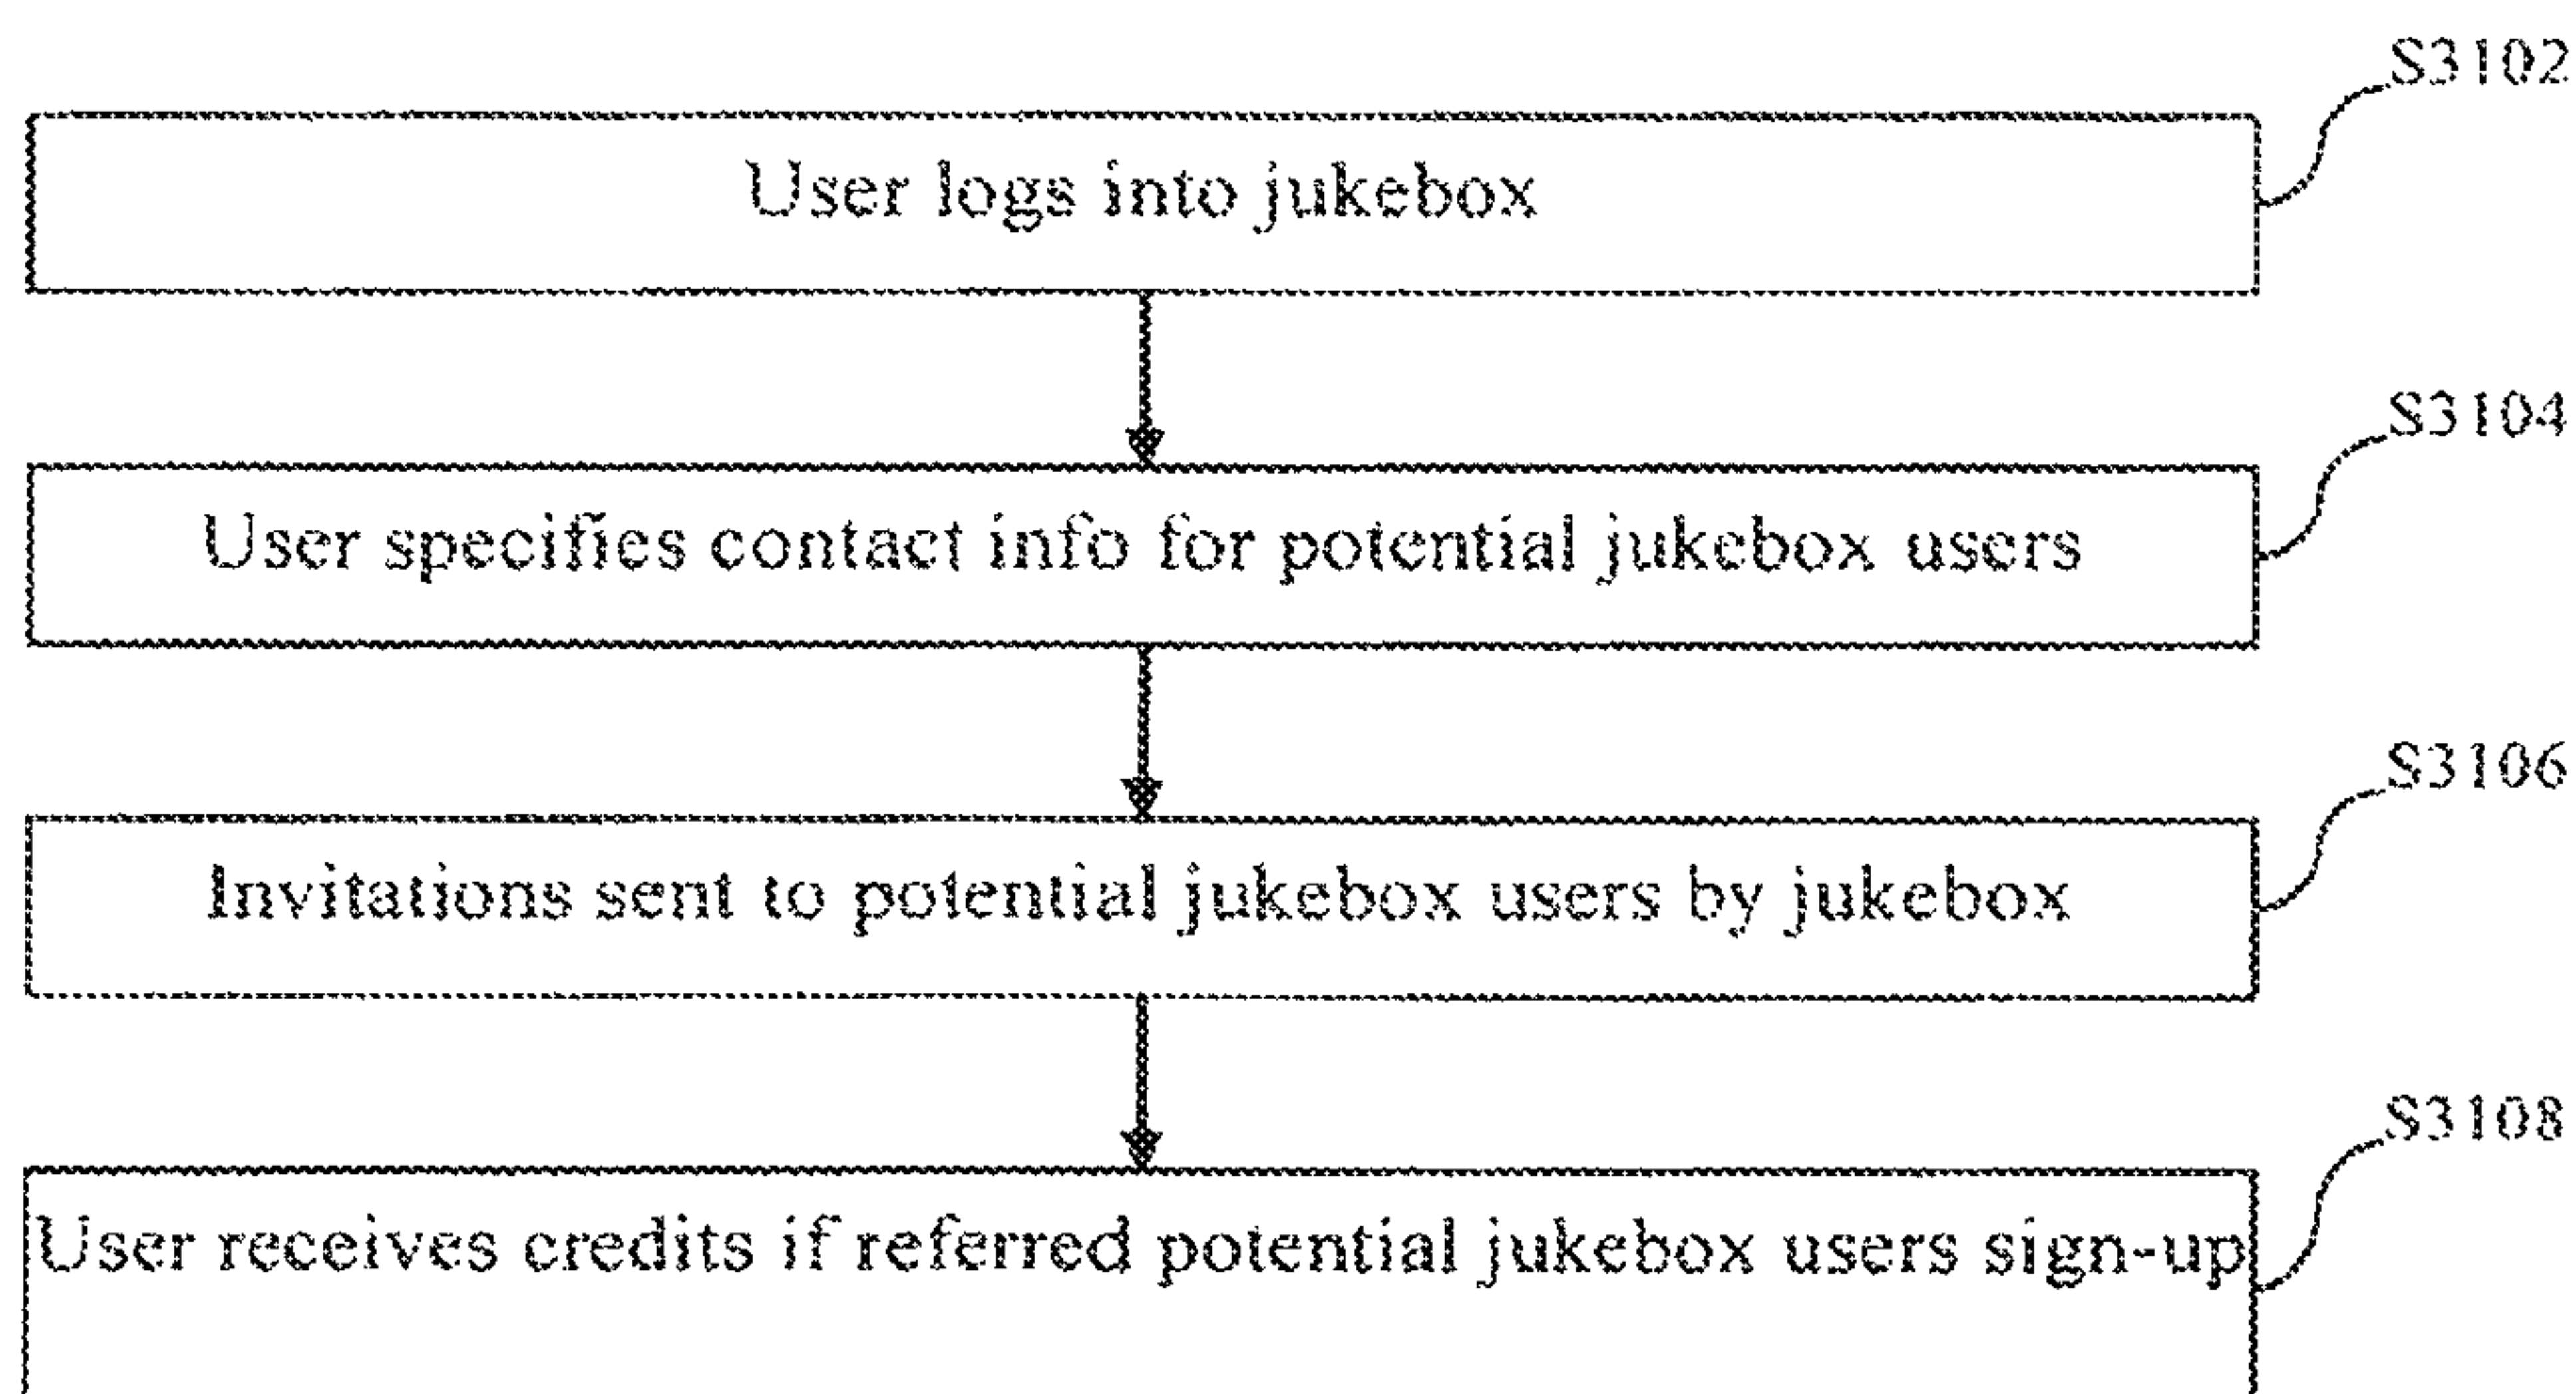 S3102
User logs into jukebox
S3104
User specifies contact info for potential jukebox users
S3106
Invitations sent to potential jukebox users by jukebox
S3108
User receives credits if referred potential jukebox users sign-up